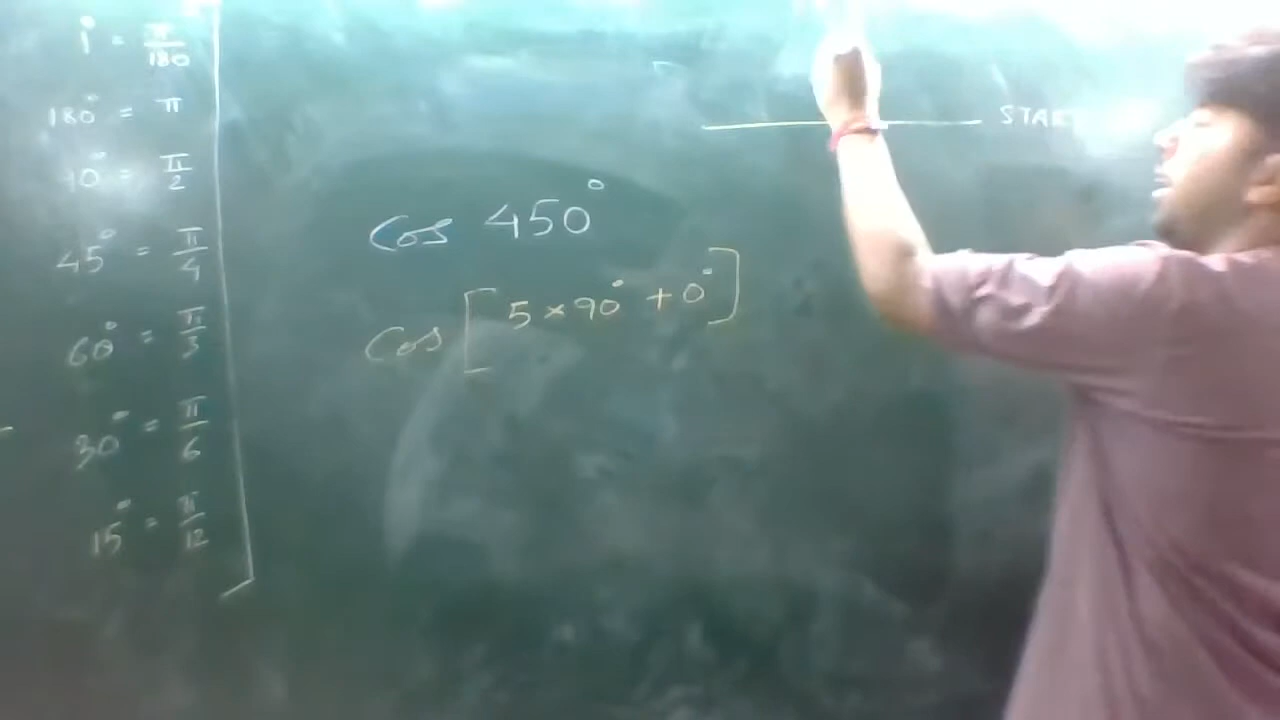 1° = π/180
180° = π
90° = π/2
45° = π/4
60° = π/3
30° = π/6
15° = π/12
START
Cos 450°
Cos [5×90° + 0°]